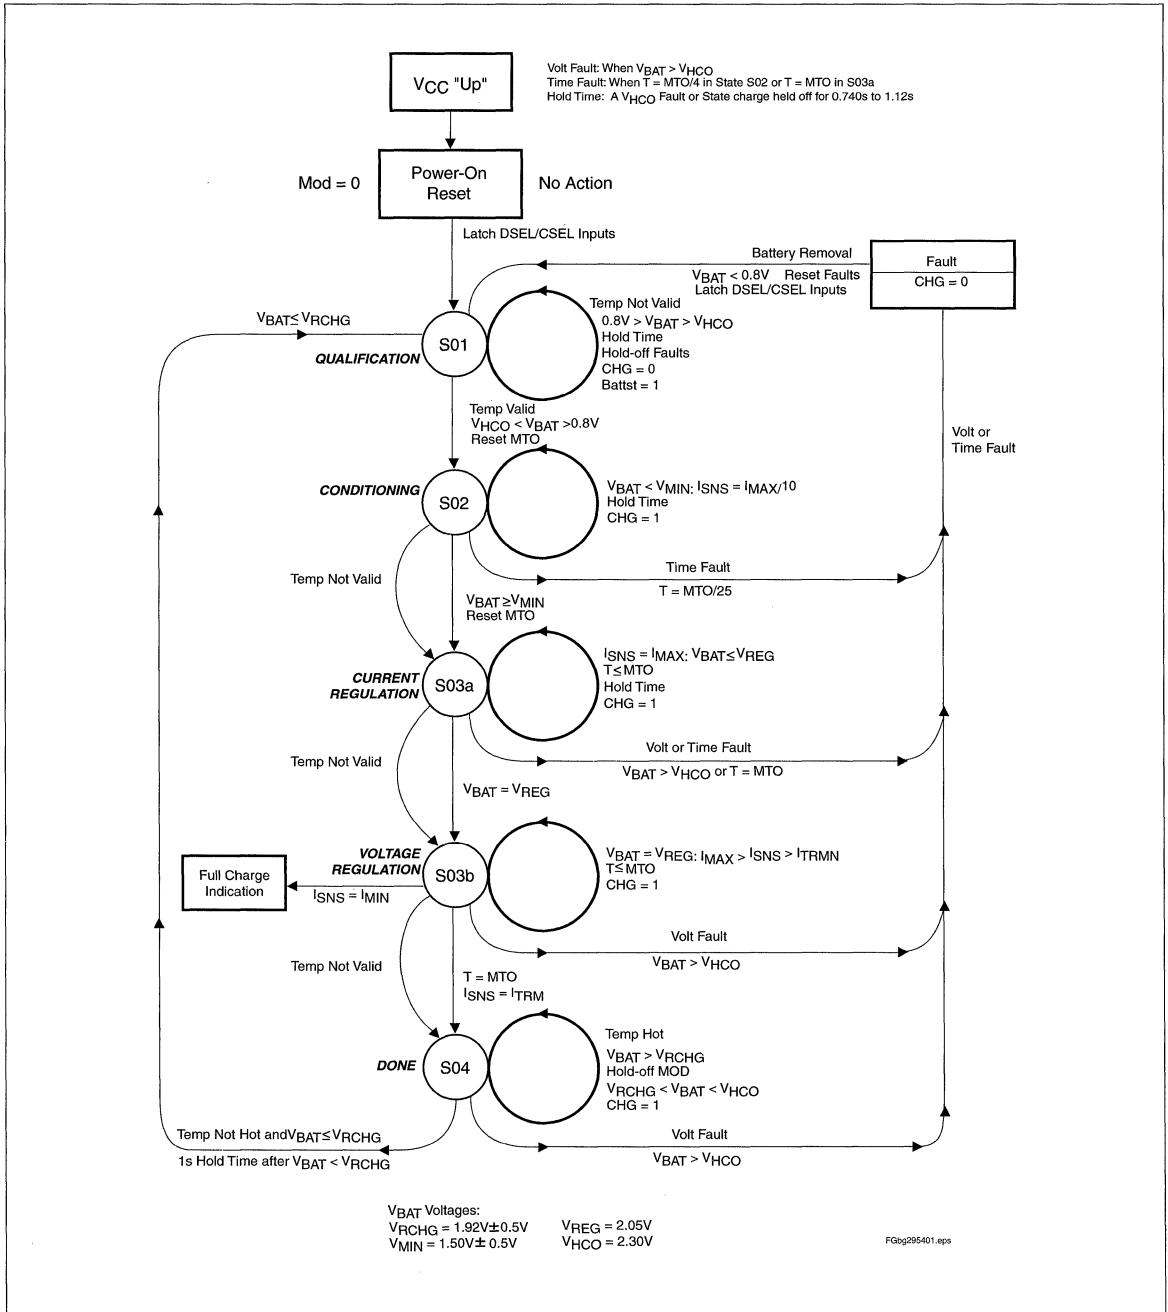 VCC "Up"
Volt Fault: When VBAT > VHCO
Time Fault: When T = MTO/4 in State S02 or T = MTO in S03a
Hold Time: A VHCO Fault or State charge held off for 0.740s to 1.12s
Mod = 0
Power-On
Reset
No Action
Latch DSEL/CSEL Inputs
Battery Removal
VBAT < 0.8V Reset Faults
Latch DSEL/CSEL Inputs
Fault
CHG = 0
VBAT ≤ VRCHG
QUALIFICATION
S01
Temp Not Valid
0.8V > VBAT > VHCO
Hold Time
Hold-off Faults
CHG = 0
Battst = 1
Temp Valid
VHCO < VBAT >0.8V
Reset MTO
Volt or
Time Fault
CONDITIONING
S02
VBAT < VMIN: ISNS = IMAX/10
Hold Time
CHG = 1
Temp Not Valid
Time Fault
T = MTO/25
VBAT ≥VMIN
Reset MTO
CURRENT
REGULATION
S03a
ISNS = IMAX: VBAT ≤ VREG
T ≤ MTO
Hold Time
CHG = 1
Temp Not Valid
Volt or Time Fault
VBAT > VHCO or T = MTO
VBAT = VREG
VOLTAGE
REGULATION
S03b
VBAT = VREG: IMAX > ISNS > ITRMN
T ≤ MTO
CHG = 1
Full Charge
Indication
ISNS = IMIN
Temp Not Valid
Volt Fault
VBAT > VHCO
T = MTO
ISNS = ITRM
DONE
S04
Temp Hot
VBAT > VRCHG
Hold-off MOD
VRCHG < VBAT < VHCO
CHG = 1
Temp Not Hot andVBAT ≤ VRCHG
1s Hold Time after VBAT < VRCHG
Volt Fault
VBAT > VHCO
VBAT Voltages:
VRCHG = 1.92V±0.5V VREG = 2.05V
VMIN = 1.50V± 0.5V VHCO = 2.30V
FGbg295401.eps